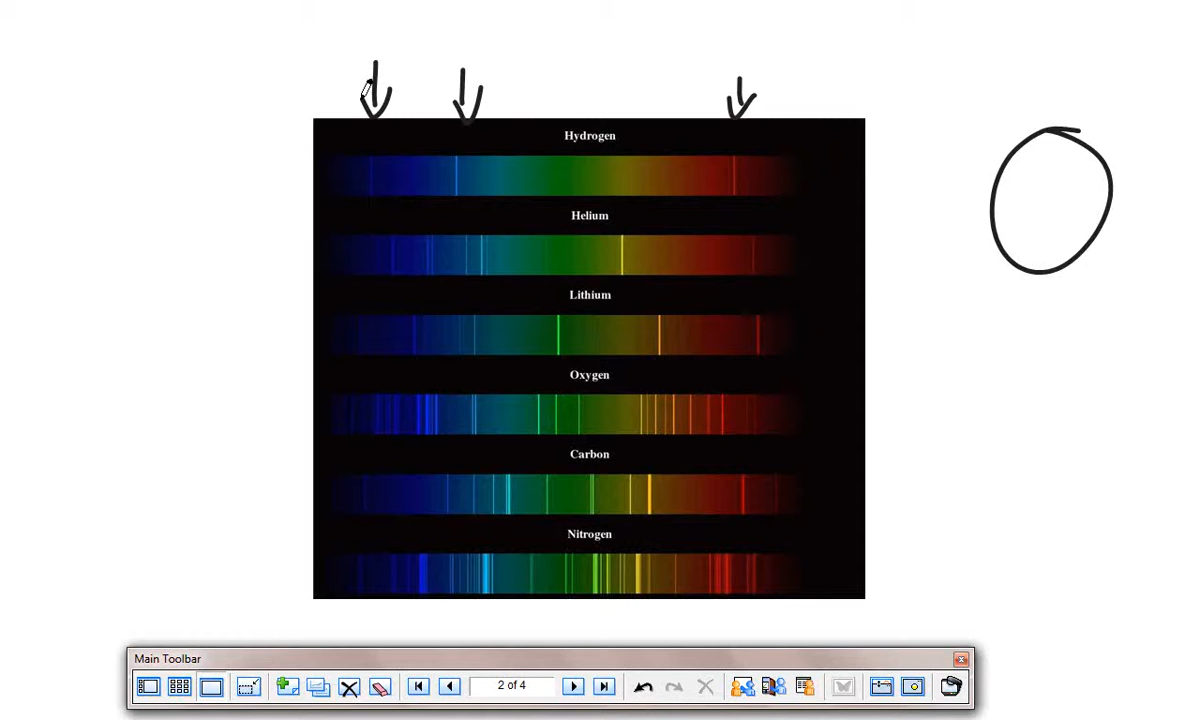 Hydrogen
Helium
Lithium
Oxygen
Carbon
Nitrogen
Main Toolbar
2 of 4